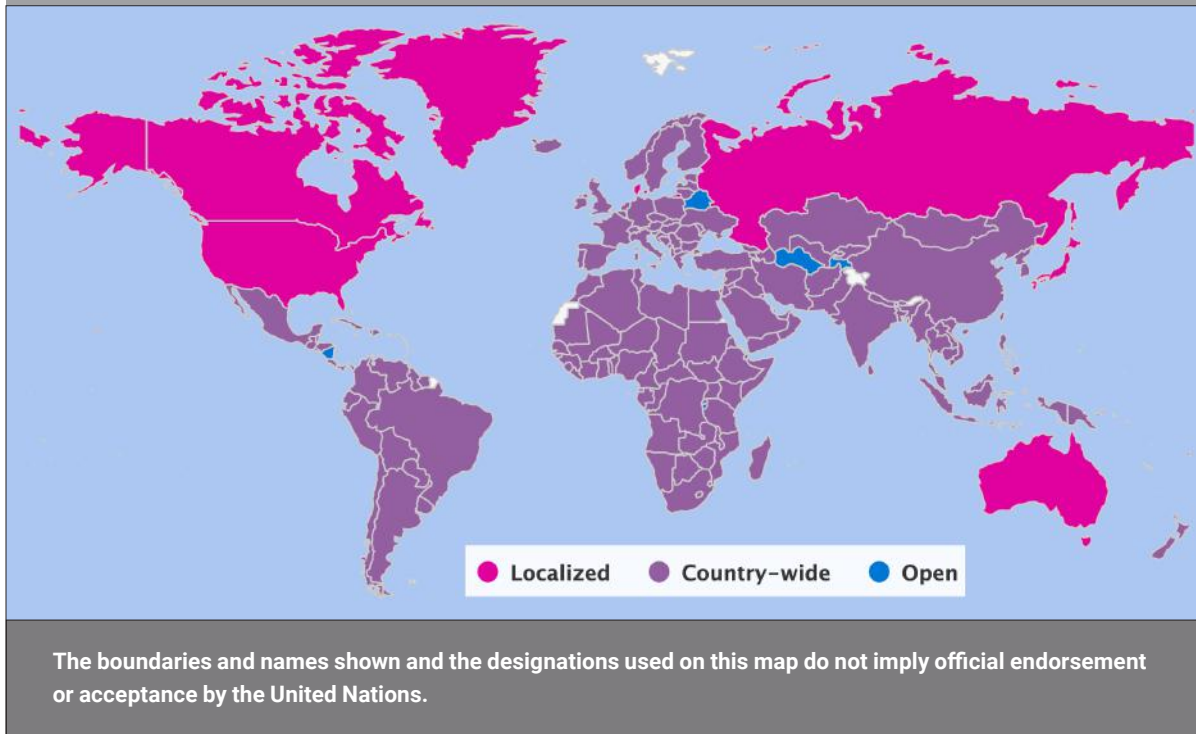 Localized
Country-wide
Open
The boundaries and names shown and the designations used on this map do not imply official endorsement
or acceptance by the United Nations.